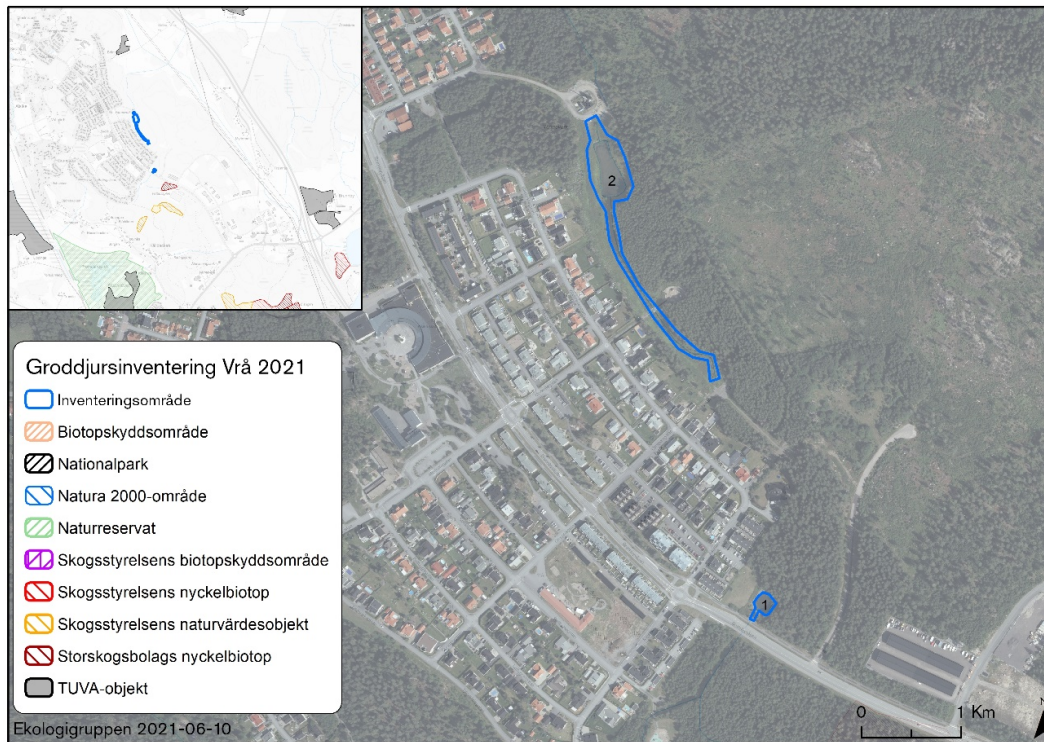 2
1
Groddjursinventering Vrå 2021
Inventeringsområde
Biotopskyddsområde
Nationalpark
Natura 2000-område
Naturreservat
Skogsstyrelsens biotopskyddsområde
Skogsstyrelsens nyckelbiotop
Skogsstyrelsens naturvärdesobjekt
Storskogsbolags nyckelbiotop
TUVA-objekt
Ekologigruppen 2021-06-10
0 1 Km
N